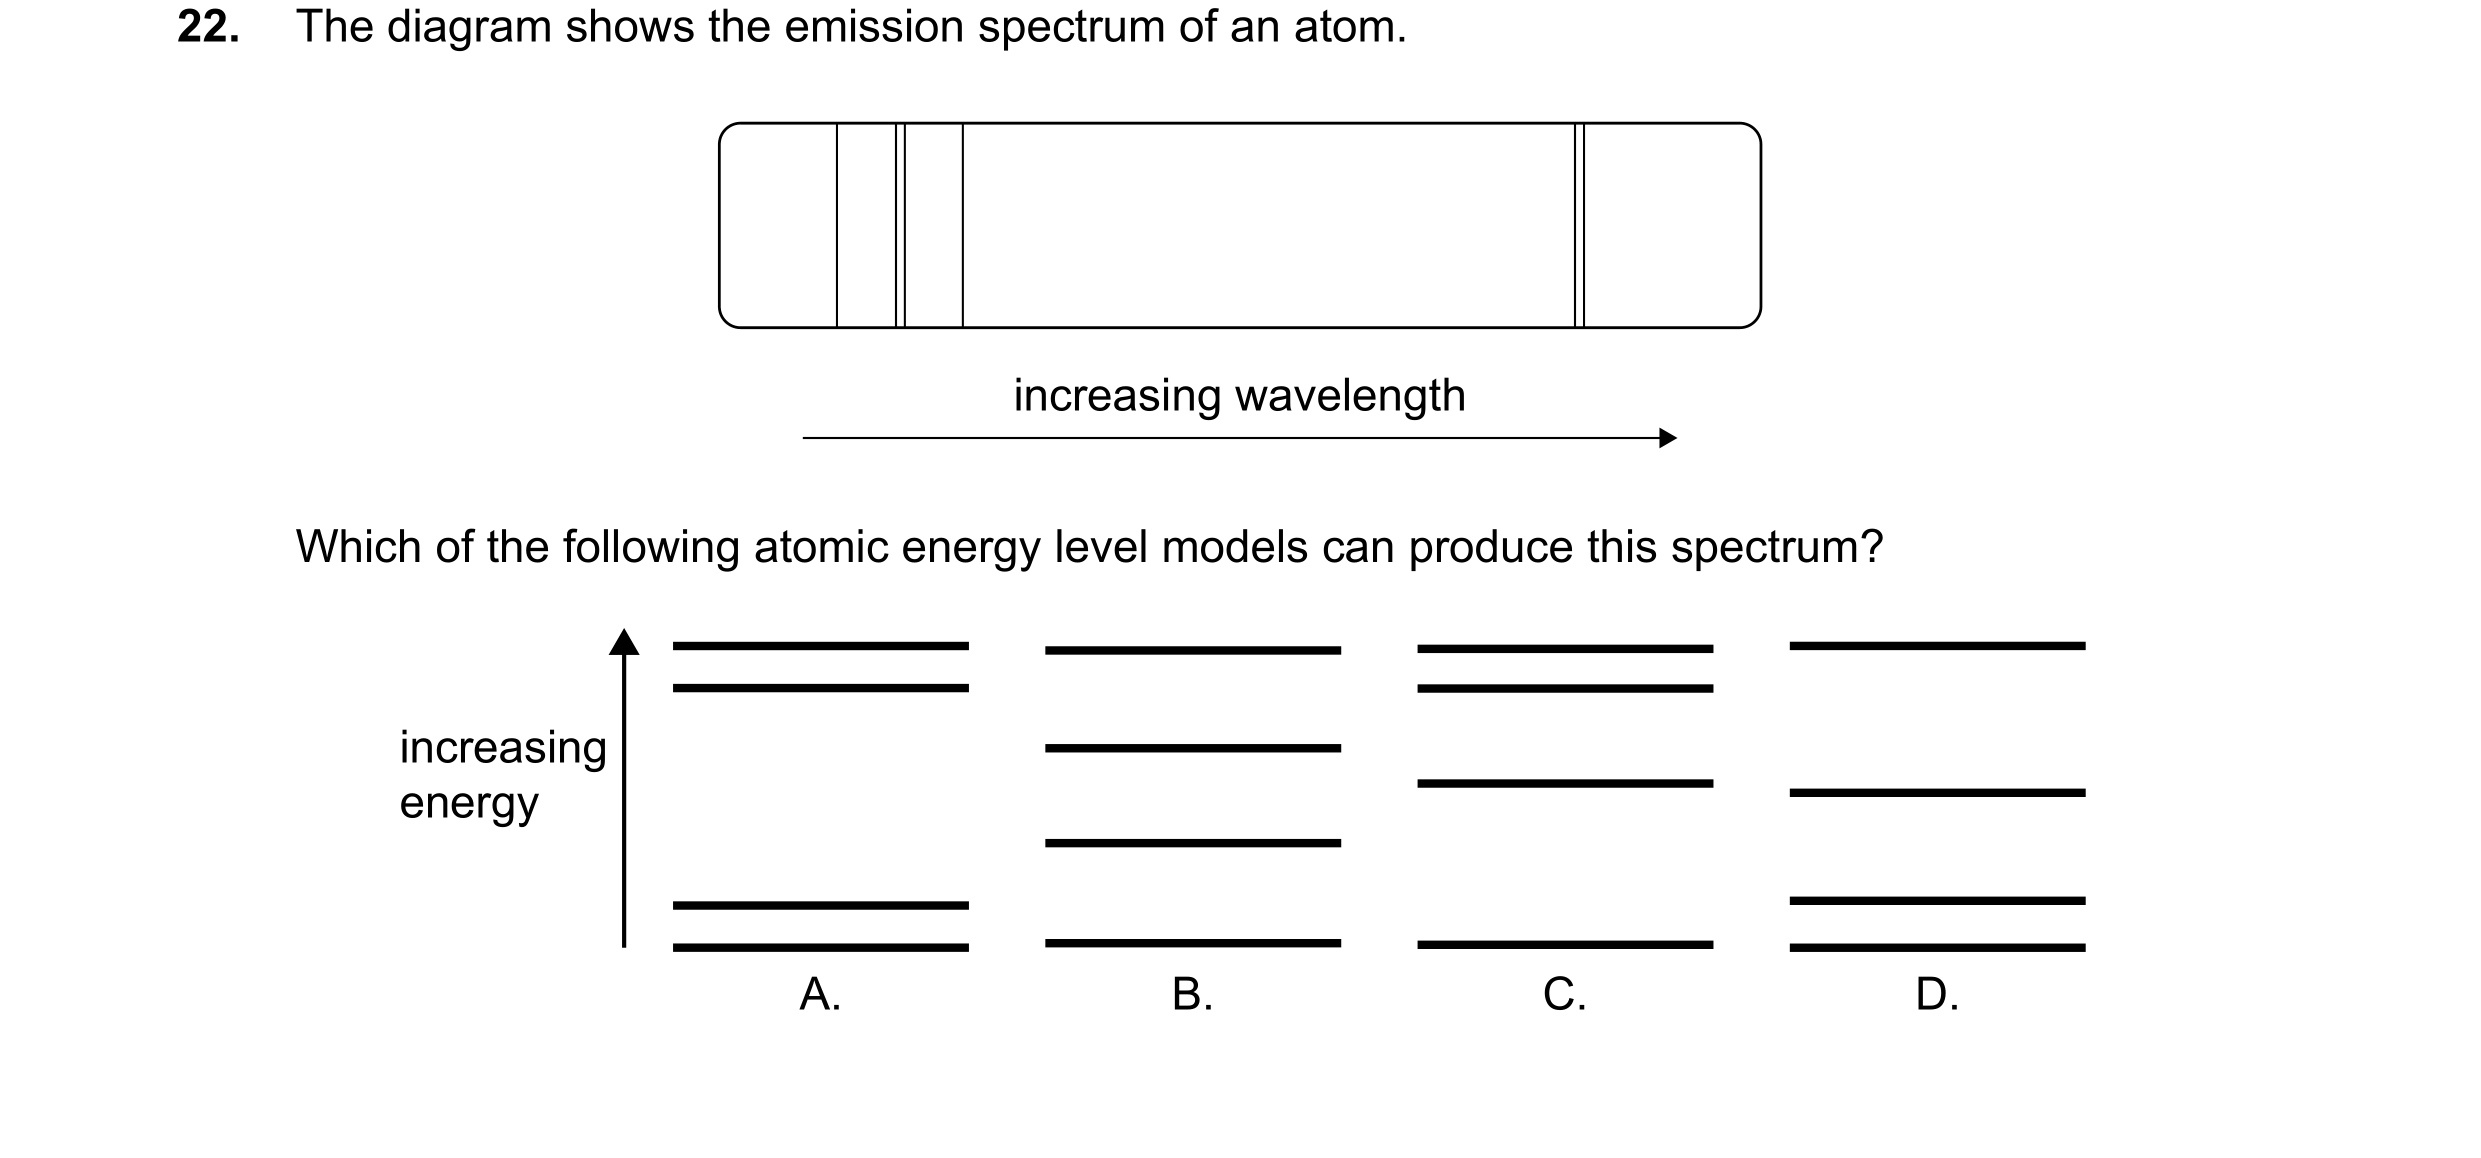 22. The diagram shows the emission spectrum of an atom.
increasing wavelength
Which of the following atomic energy level models can produce this spectrum?
increasing
energy
A. B. C. D.